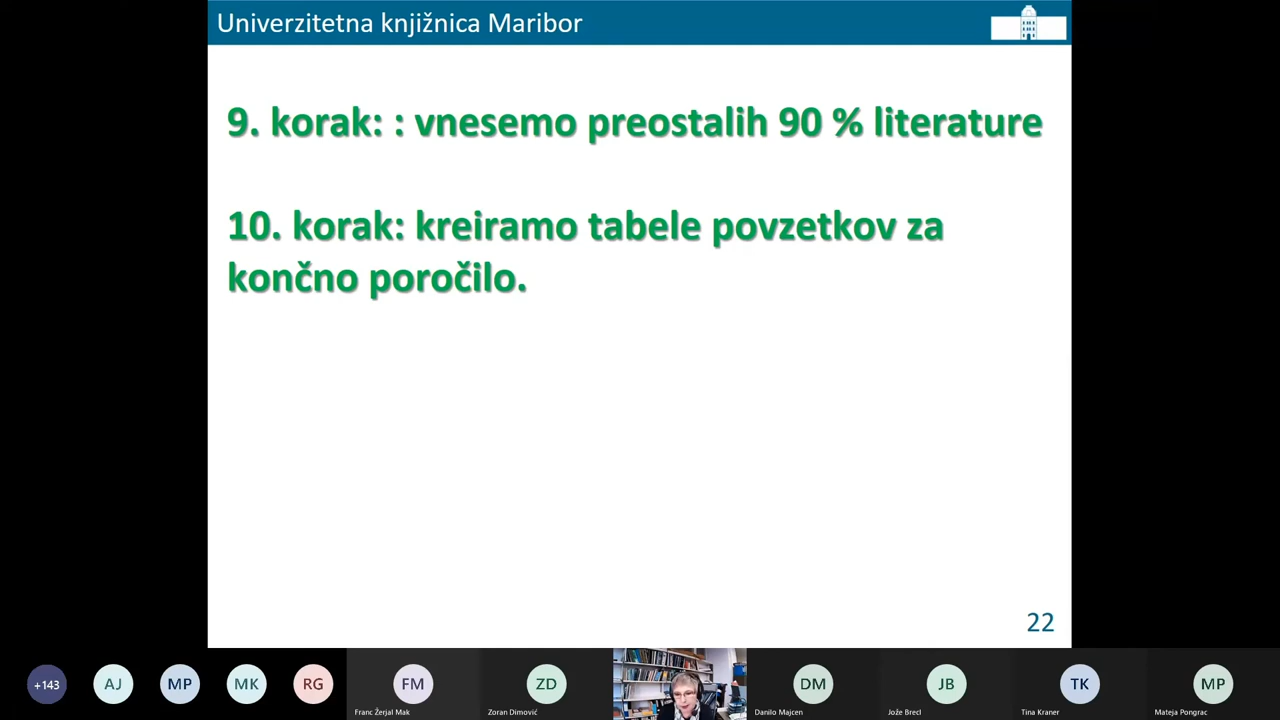 Univerzitetna knjižnica Maribor
9. korak: : vnesemo preostalih 90 % literature
10. korak: kreiramo tabele povzetkov za
končno poročilo.
22
+143 AJ MP MK RG FM ZD DM JB TK MP
Franc Žerjal Mak Zoran Dimović Danilo Majcen Jože Brecl Tina Kraner Mateja Pongrac